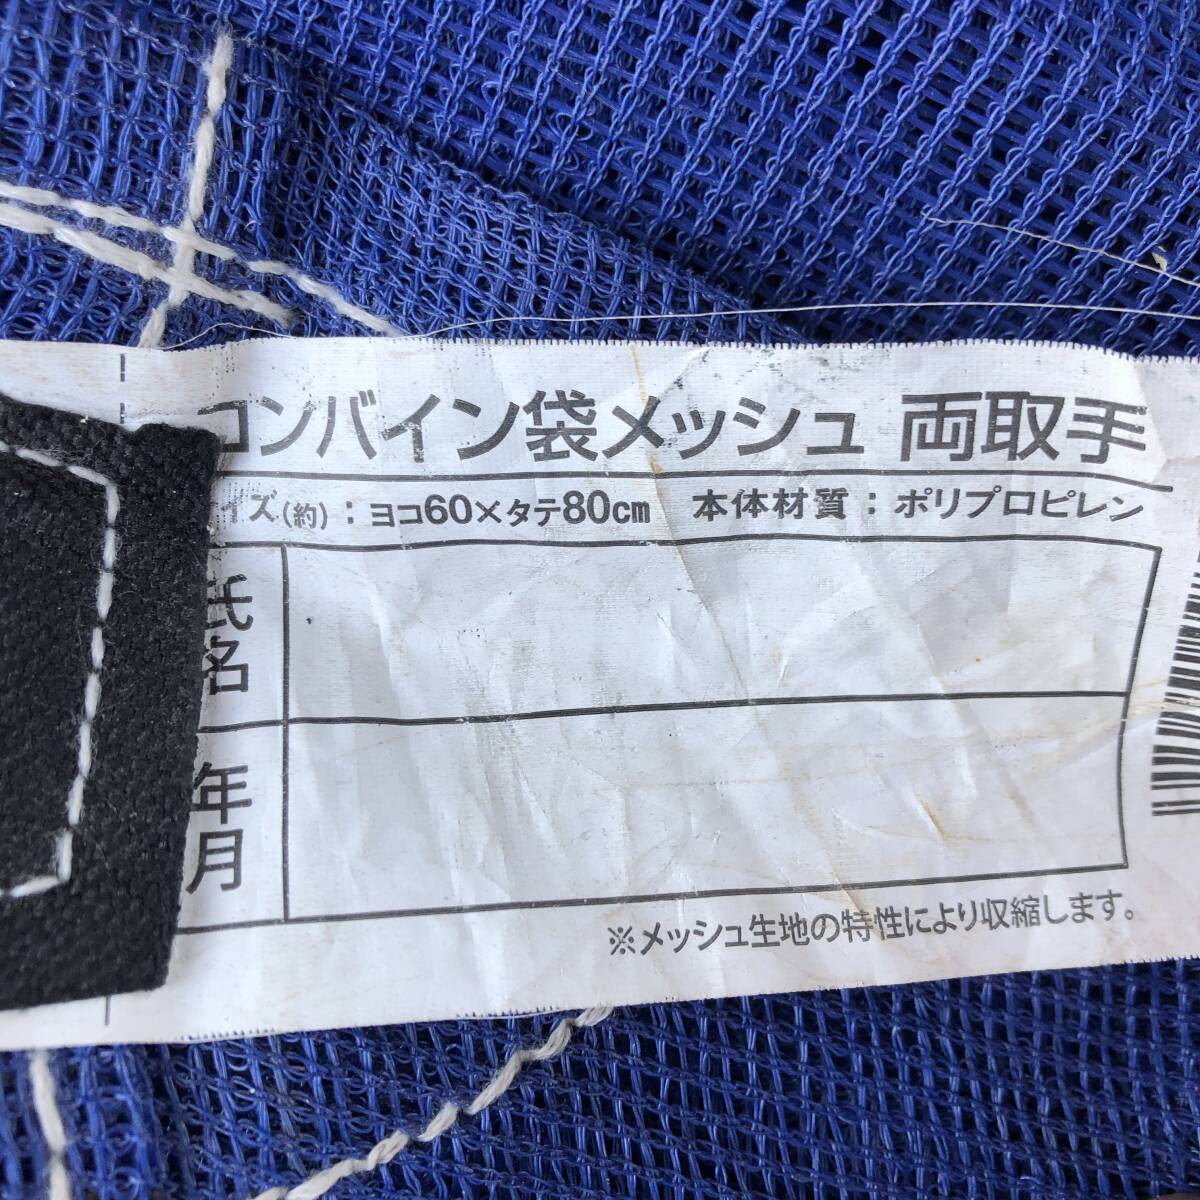 コンバイン袋メッシュ 両取手
イズ(約)：ヨコ60×タテ80cm 本体材質：ポリプロピレン
氏名
年月
※メッシュ生地の特性により収縮します。